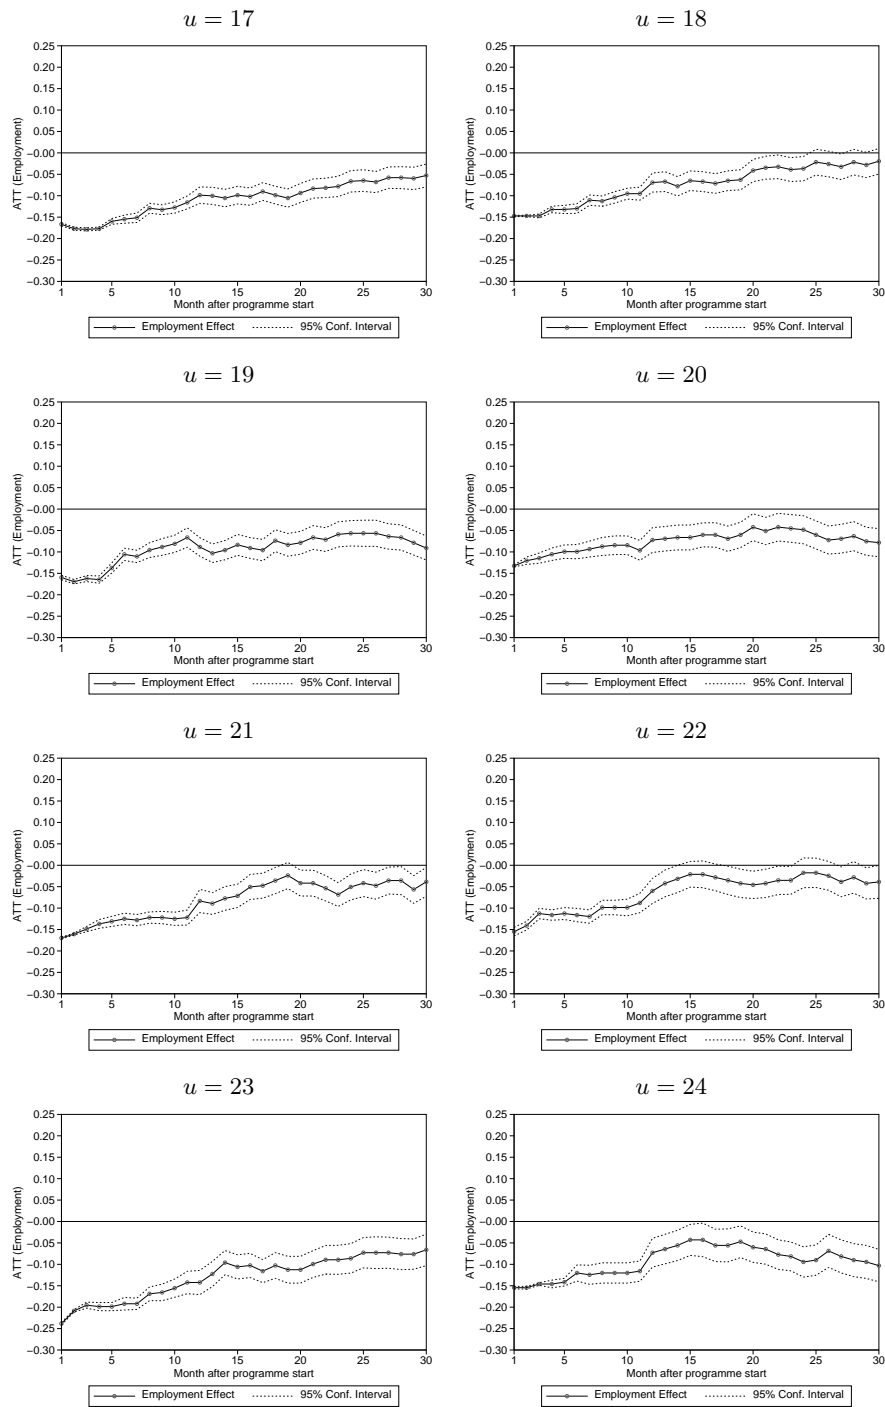 u = 17
0.25
0.20
0.15
0.10
0.05
−0.00
−0.05
−0.10
−0.15
−0.20
−0.25
−0.30
ATT (Employment)
1 5 10 15 20 25 30
Month after programme start
Employment Effect 95% Conf. Interval
u = 18
0.25
0.20
0.15
0.10
0.05
−0.00
−0.05
−0.10
−0.15
−0.20
−0.25
−0.30
ATT (Employment)
1 5 10 15 20 25 30
Month after programme start
Employment Effect 95% Conf. Interval
u = 19
0.25
0.20
0.15
0.10
0.05
−0.00
−0.05
−0.10
−0.15
−0.20
−0.25
−0.30
ATT (Employment)
1 5 10 15 20 25 30
Month after programme start
Employment Effect 95% Conf. Interval
u = 20
0.25
0.20
0.15
0.10
0.05
−0.00
−0.05
−0.10
−0.15
−0.20
−0.25
−0.30
ATT (Employment)
1 5 10 15 20 25 30
Month after programme start
Employment Effect 95% Conf. Interval
u = 21
0.25
0.20
0.15
0.10
0.05
−0.00
−0.05
−0.10
−0.15
−0.20
−0.25
−0.30
ATT (Employment)
1 5 10 15 20 25 30
Month after programme start
Employment Effect 95% Conf. Interval
u = 22
0.25
0.20
0.15
0.10
0.05
−0.00
−0.05
−0.10
−0.15
−0.20
−0.25
−0.30
ATT (Employment)
1 5 10 15 20 25 30
Month after programme start
Employment Effect 95% Conf. Interval
u = 23
0.25
0.20
0.15
0.10
0.05
−0.00
−0.05
−0.10
−0.15
−0.20
−0.25
−0.30
ATT (Employment)
1 5 10 15 20 25 30
Month after programme start
Employment Effect 95% Conf. Interval
u = 24
0.25
0.20
0.15
0.10
0.05
−0.00
−0.05
−0.10
−0.15
−0.20
−0.25
−0.30
ATT (Employment)
1 5 10 15 20 25 30
Month after programme start
Employment Effect 95% Conf. Interval